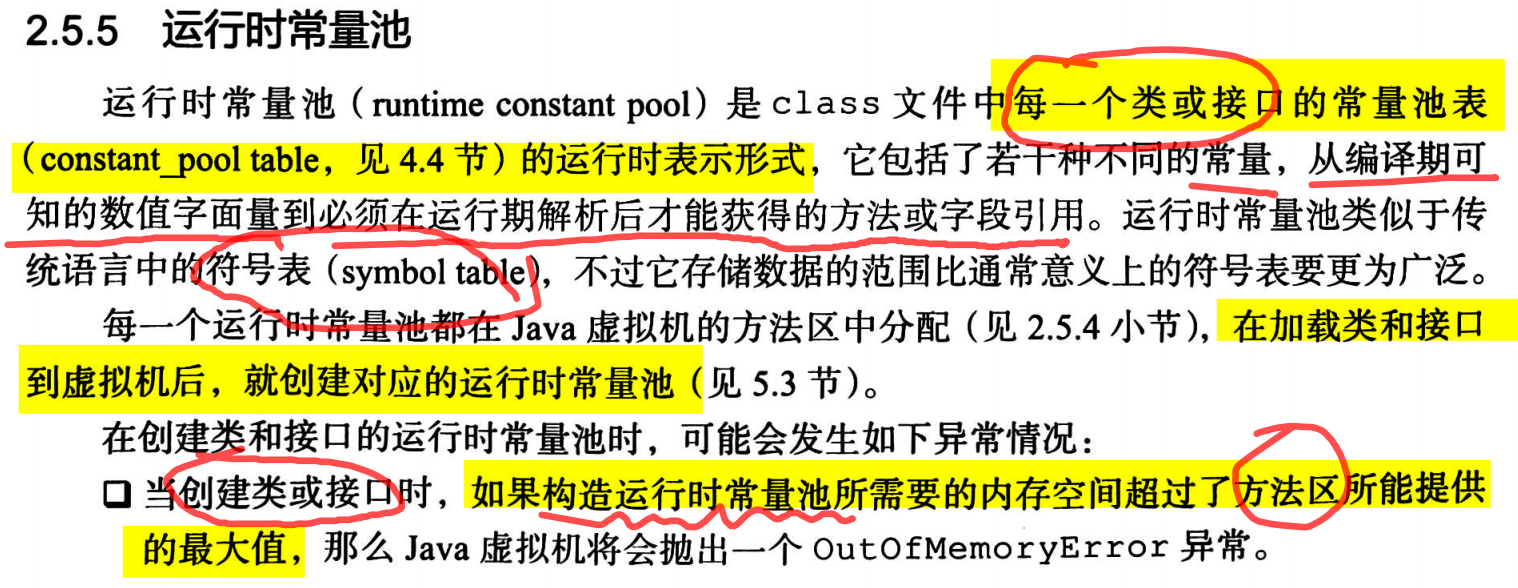 2.5.5 运行时常量池
运行时常量池（runtime constant pool）是 class 文件中每一个类或接口的常量池表
（constant_pool table，见 4.4 节）的运行时表示形式，它包括了若干种不同的常量，从编译期可
知的数值字面量到必须在运行期解析后才能获得的方法或字段引用。运行时常量池类似于传
统语言中的符号表（symbol table），不过它存储数据的范围比通常意义上的符号表要更为广泛。
每一个运行时常量池都在 Java 虚拟机的方法区中分配（见 2.5.4 小节），在加载类和接口
到虚拟机后，就创建对应的运行时常量池（见 5.3 节）。
在创建类和接口的运行时常量池时，可能会发生如下异常情况：
❑ 当创建类或接口时，如果构造运行时常量池所需要的内存空间超过了方法区所能提供
的最大值，那么 Java 虚拟机将会抛出一个 OutOfMemoryError 异常。